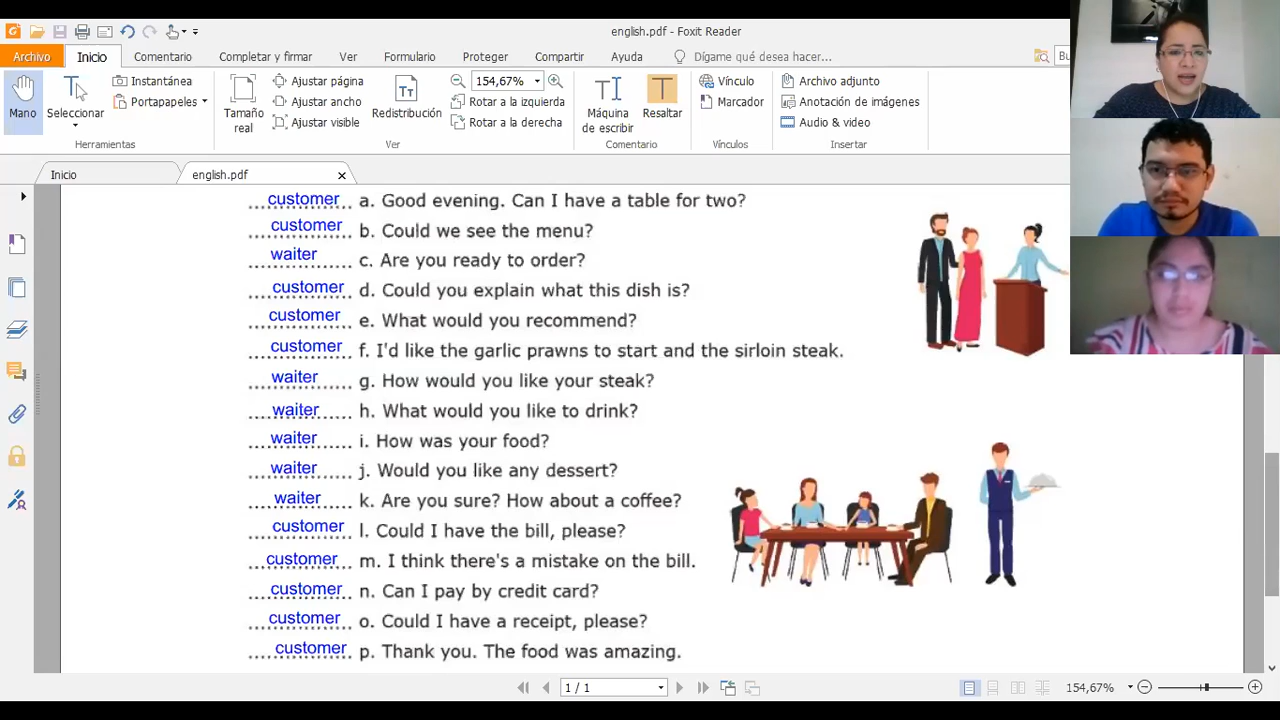 english.pdf - Foxit Reader
Archivo Inicio Comentario Completar y firmar Ver Formulario Proteger Compartir Ayuda Dígame qué desea hacer...
Mano
Seleccionar
Instantánea
Portapapeles
Herramientas
Tamaño real
Ajustar página
Ajustar ancho
Ajustar visible
Redistribución
154,67%
Rotar a la izquierda
Rotar a la derecha
Ver
Máquina de escribir
Resaltar
Comentario
Vínculo
Marcador
Vínculos
Archivo adjunto
Anotación de imágenes
Audio & video
Insertar
Inicio english.pdf
customer a. Good evening. Can I have a table for two?
customer b. Could we see the menu?
waiter c. Are you ready to order?
customer d. Could you explain what this dish is?
customer e. What would you recommend?
customer f. I'd like the garlic prawns to start and the sirloin steak.
waiter g. How would you like your steak?
waiter h. What would you like to drink?
waiter i. How was your food?
waiter j. Would you like any dessert?
waiter k. Are you sure? How about a coffee?
customer l. Could I have the bill, please?
customer m. I think there's a mistake on the bill.
customer n. Can I pay by credit card?
customer o. Could I have a receipt, please?
customer p. Thank you. The food was amazing.
1 / 1
154,67%